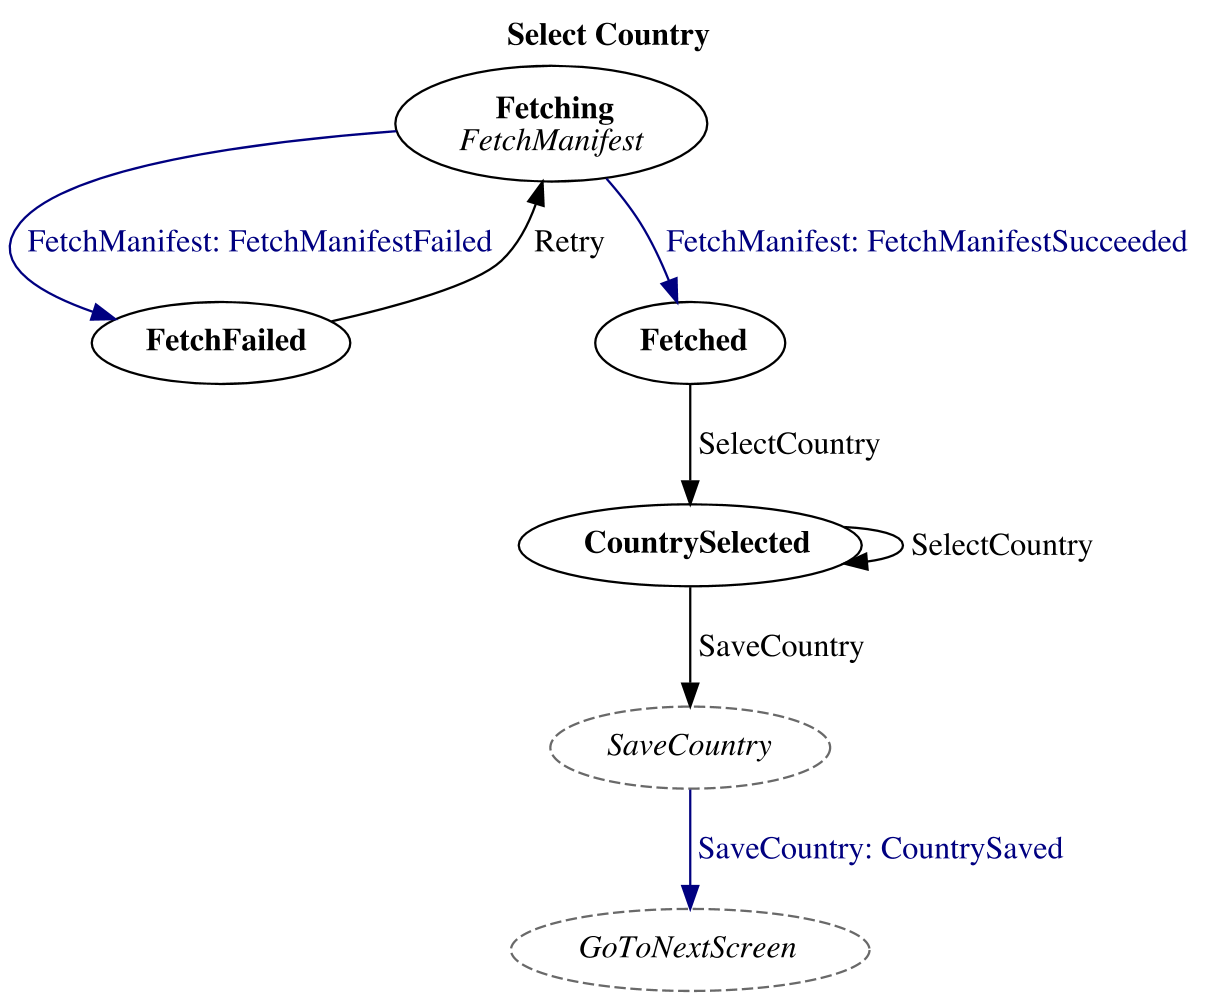 Select Country
Fetching
FetchManifest
FetchManifest: FetchManifestFailed
Retry
FetchManifest: FetchManifestSucceeded
FetchFailed
Fetched
SelectCountry
CountrySelected
SelectCountry
SaveCountry
SaveCountry
SaveCountry: CountrySaved
GoToNextScreen